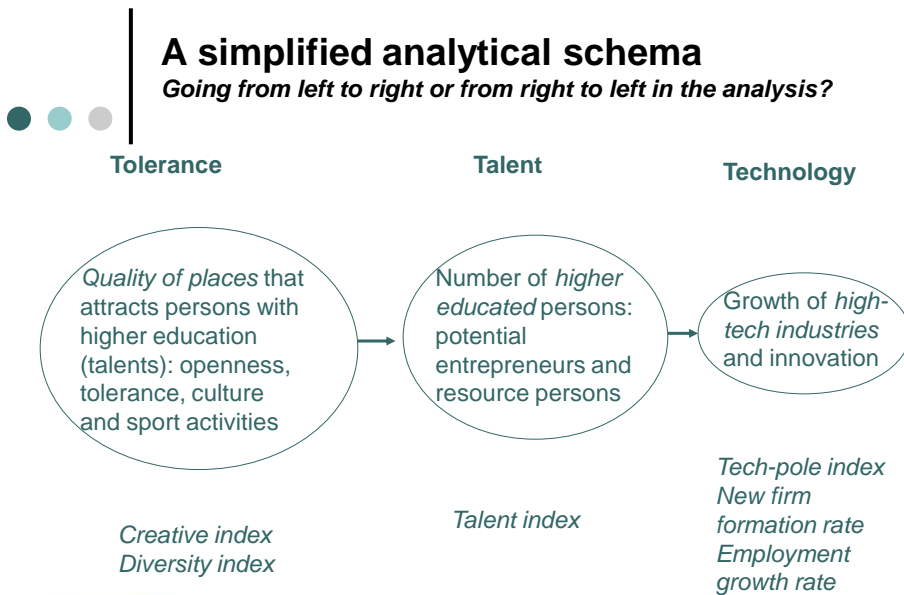 A simplified analytical schema
Going from left to right or from right to left in the analysis?
Tolerance
Talent
Technology
Quality of places that
attracts persons with
higher education
(talents): openness,
tolerance, culture
and sport activities
Number of higher
educated persons:
potential
entrepreneurs and
resource persons
Growth of high-
tech industries
and innovation
Creative index
Diversity index
Talent index
Tech-pole index
New firm
formation rate
Employment
growth rate